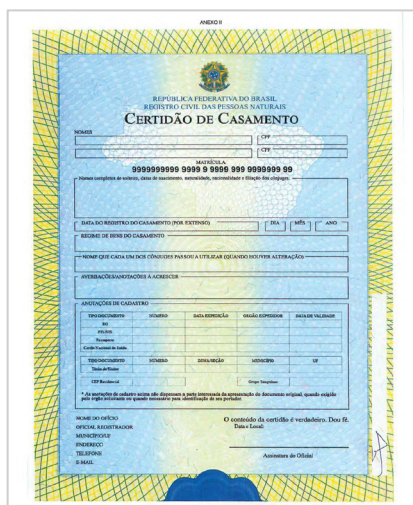 ANEXO II
REPÚBLICA FEDERATIVA DO BRASIL
REGISTRO CIVIL DAS PESSOAS NATURAIS
CERTIDÃO DE CASAMENTO
NOMES
CPF
CPF
MATRÍCULA
9999999999 9999 9 9999 999 9999999 99
Nomes completos de solteiro, datas de nascimento, naturalidade, nacionalidade e filiação dos cônjuges
DATA DO REGISTRO DO CASAMENTO (POR EXTENSO) DIA MÊS ANO
REGIME DE BENS DO CASAMENTO
NOME QUE CADA UM DOS CÔNJUGES PASSOU A UTILIZAR (QUANDO HOUVER ALTERAÇÃO)
AVERBAÇÕES/ANOTAÇÕES À ACRESCER
ANOTAÇÕES DE CADASTRO
TIPO DOCUMENTO NÚMERO DATA EXPEDIÇÃO ÓRGÃO EXPEDIDOR DATA DE VALIDADE
RG
PIS/NIS
Passaporte
Cartão Nacional de Saúde
TIPO DOCUMENTO NÚMERO ZONA/SEÇÃO MUNICÍPIO UF
Título de Eleitor
CEP Residencial Grupo Sanguíneo
* As anotações de cadastro acima não dispensam a parte interessada da apresentação do documento original, quando exigido
pelo órgão solicitante ou quando necessário para identificação de seu portador.
NOME DO OFÍCIO
OFICIAL REGISTRADOR
MUNICÍPIO/UF
ENDEREÇO
TELEFONE
E-MAIL
O conteúdo da certidão é verdadeiro. Dou fé.
Data e Local:
Assinatura do Oficial